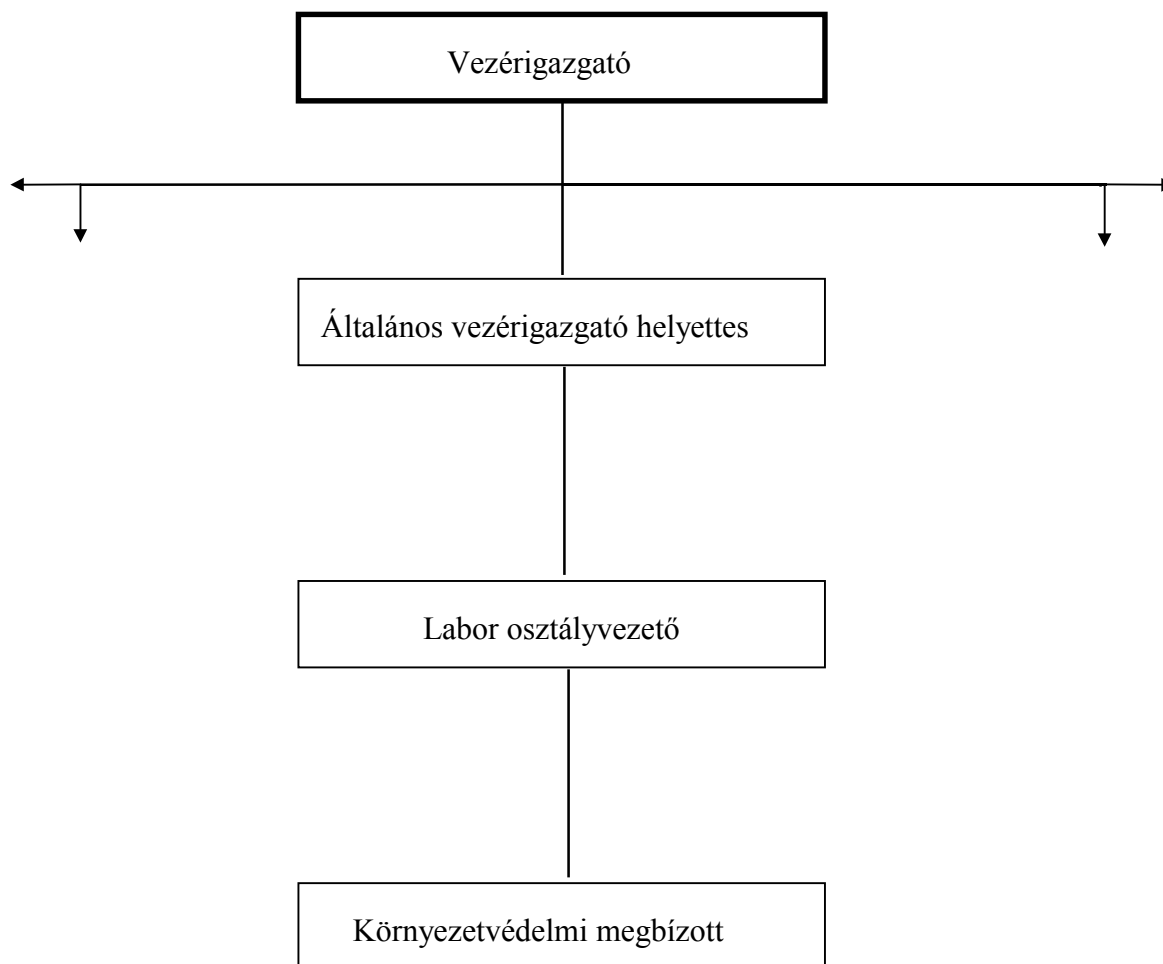 Vezérigazgató
Általános vezérigazgató helyettes
Labor osztályvezető
Környezetvédelmi megbízott